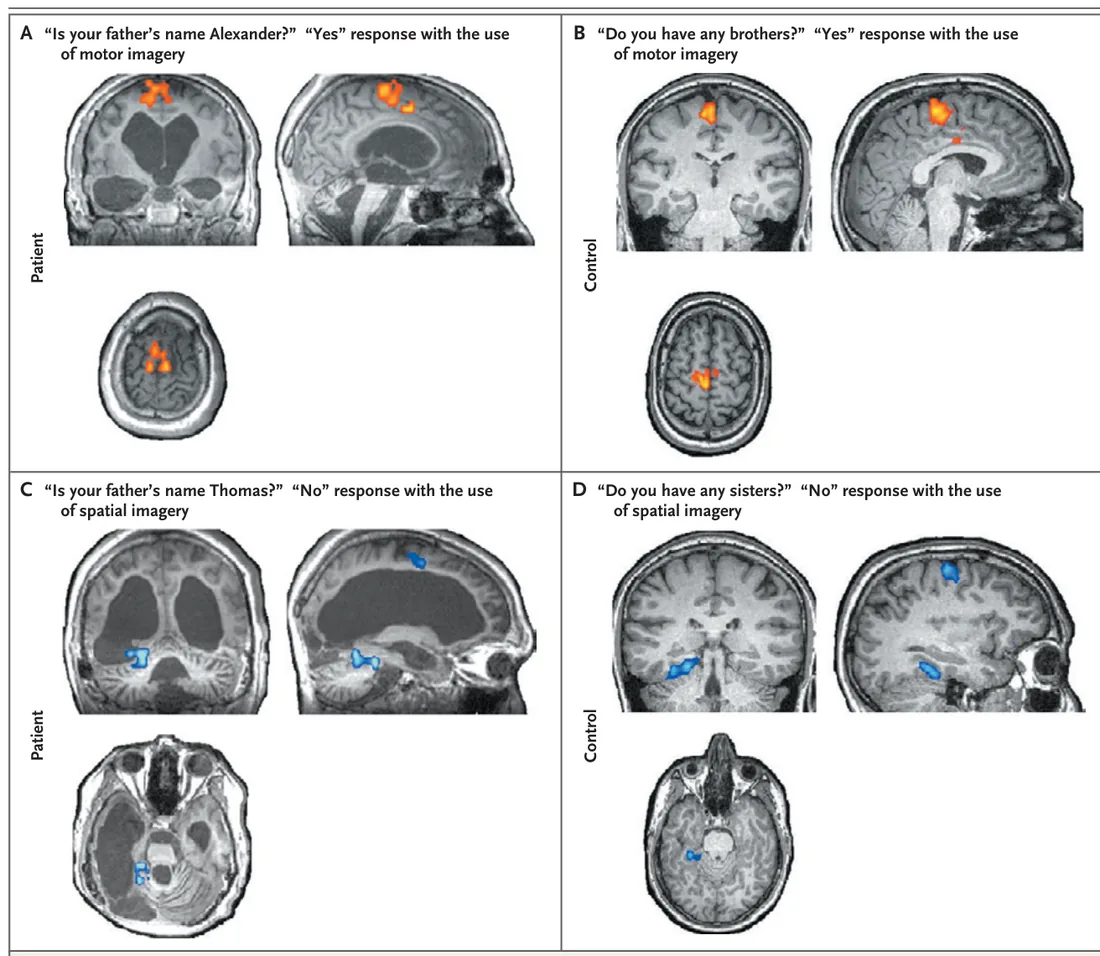 A "Is your father's name Alexander?" "Yes" response with the use
of motor imagery
Patient
B "Do you have any brothers?" "Yes" response with the use
of motor imagery
Control
C "Is your father's name Thomas?" "No" response with the use
of spatial imagery
Patient
D "Do you have any sisters?" "No" response with the use
of spatial imagery
Control